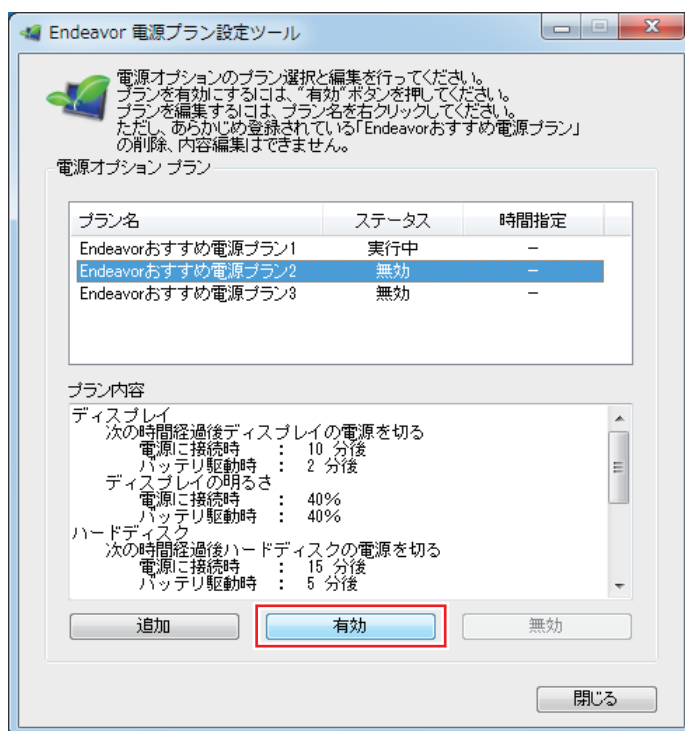 Endeavor 電源プラン設定ツール
電源オプションのプラン選択と編集を行ってください。
プランを有効にするには、“有効”ボタンを押してください。
プランを編集するには、プラン名を右クリックしてください。
ただし、あらかじめ登録されている「Endeavorおすすめ電源プラン」
の削除、内容編集はできません。
電源オプション プラン
プラン名 ステータス 時間指定
Endeavorおすすめ電源プラン1 実行中 −
Endeavorおすすめ電源プラン2 無効 −
Endeavorおすすめ電源プラン3 無効 −
プラン内容
ディスプレイ
次の時間経過後ディスプレイの電源を切る
電源に接続時 : 10 分後
バッテリ駆動時 : 2 分後
ディスプレイの明るさ
電源に接続時 : 40%
バッテリ駆動時 : 40%
ハードディスク
次の時間経過後ハードディスクの電源を切る
電源に接続時 : 15 分後
バッテリ駆動時 : 5 分後
追加 有効 無効
閉じる